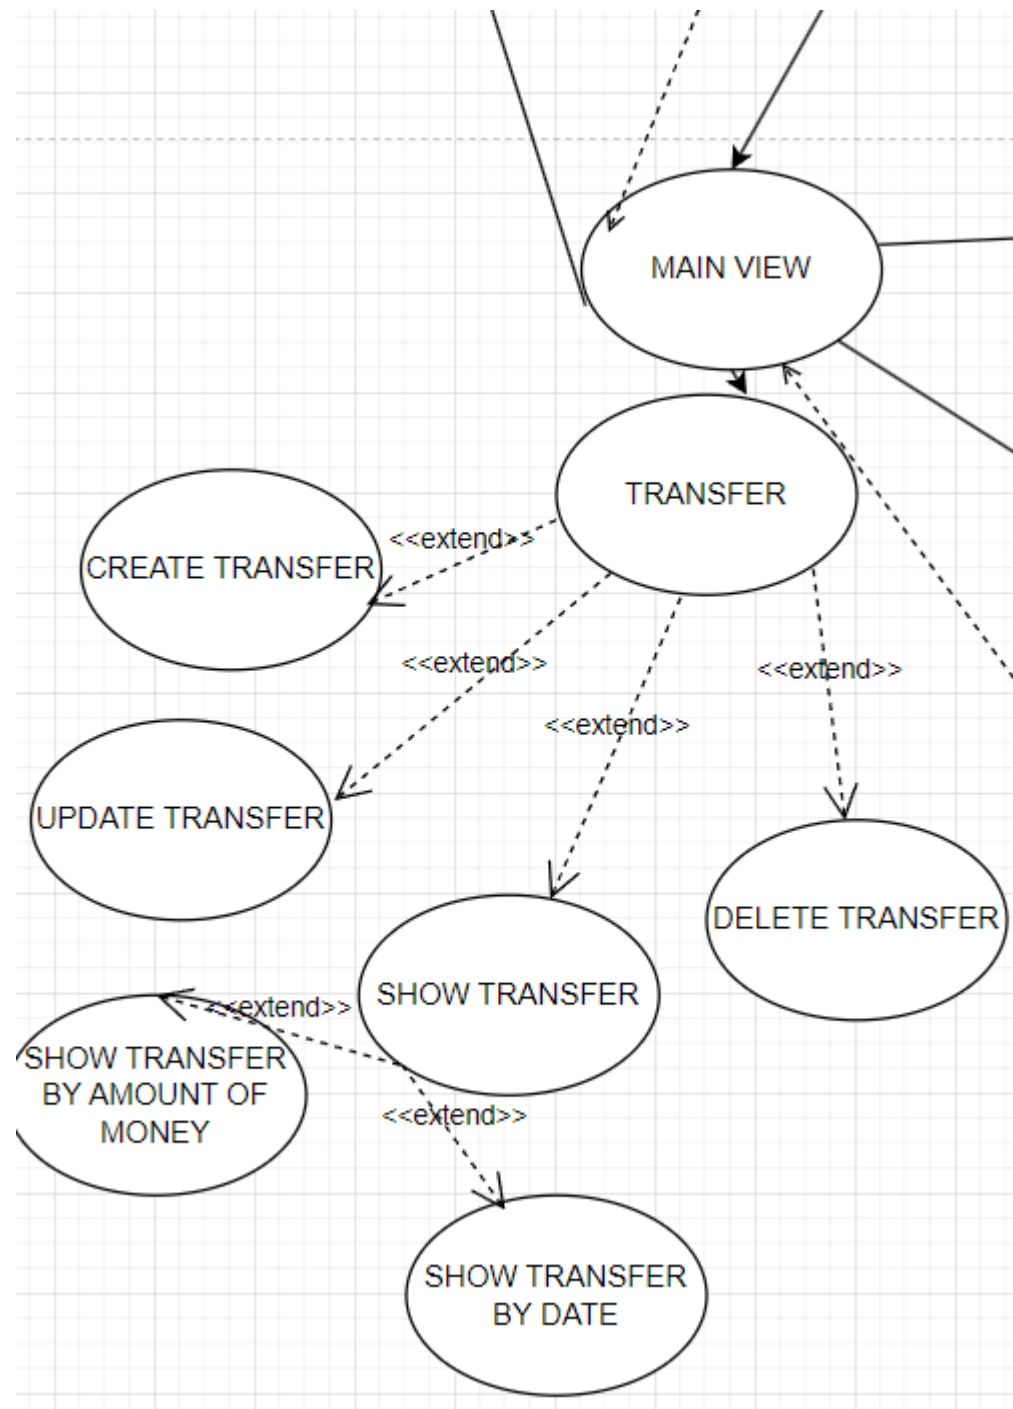 MAIN VIEW
TRANSFER
<<extend>>
CREATE TRANSFER
<<extend>>
<<extend>>
<<extend>>
UPDATE TRANSFER
DELETE TRANSFER
SHOW TRANSFER
<<extend>>
SHOW TRANSFER
BY AMOUNT OF
MONEY
<<extend>>
SHOW TRANSFER
BY DATE